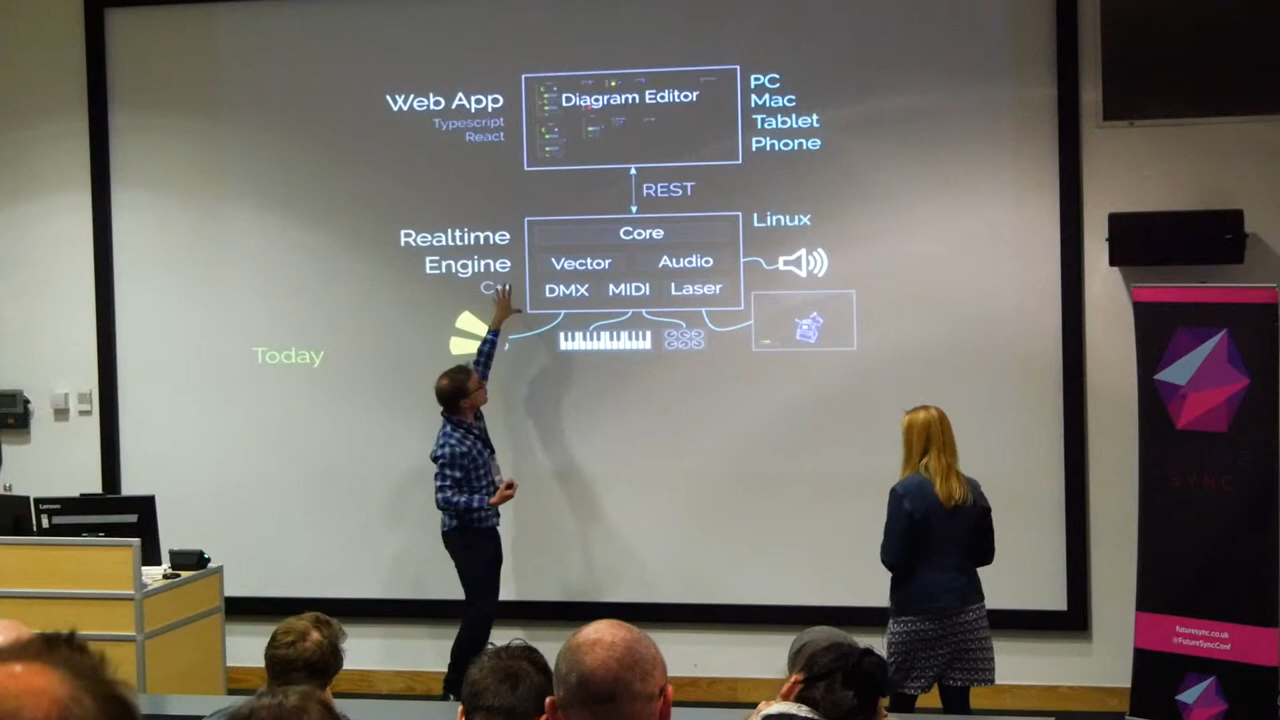 Web App
Typescript
React
Diagram Editor
PC
Mac
Tablet
Phone
REST
Realtime
Engine
Core
Vector
Audio
DMX
MIDI
Laser
Linux
Today
Lenovo
SYNC
futuresync.co.uk
@FutureSyncConf